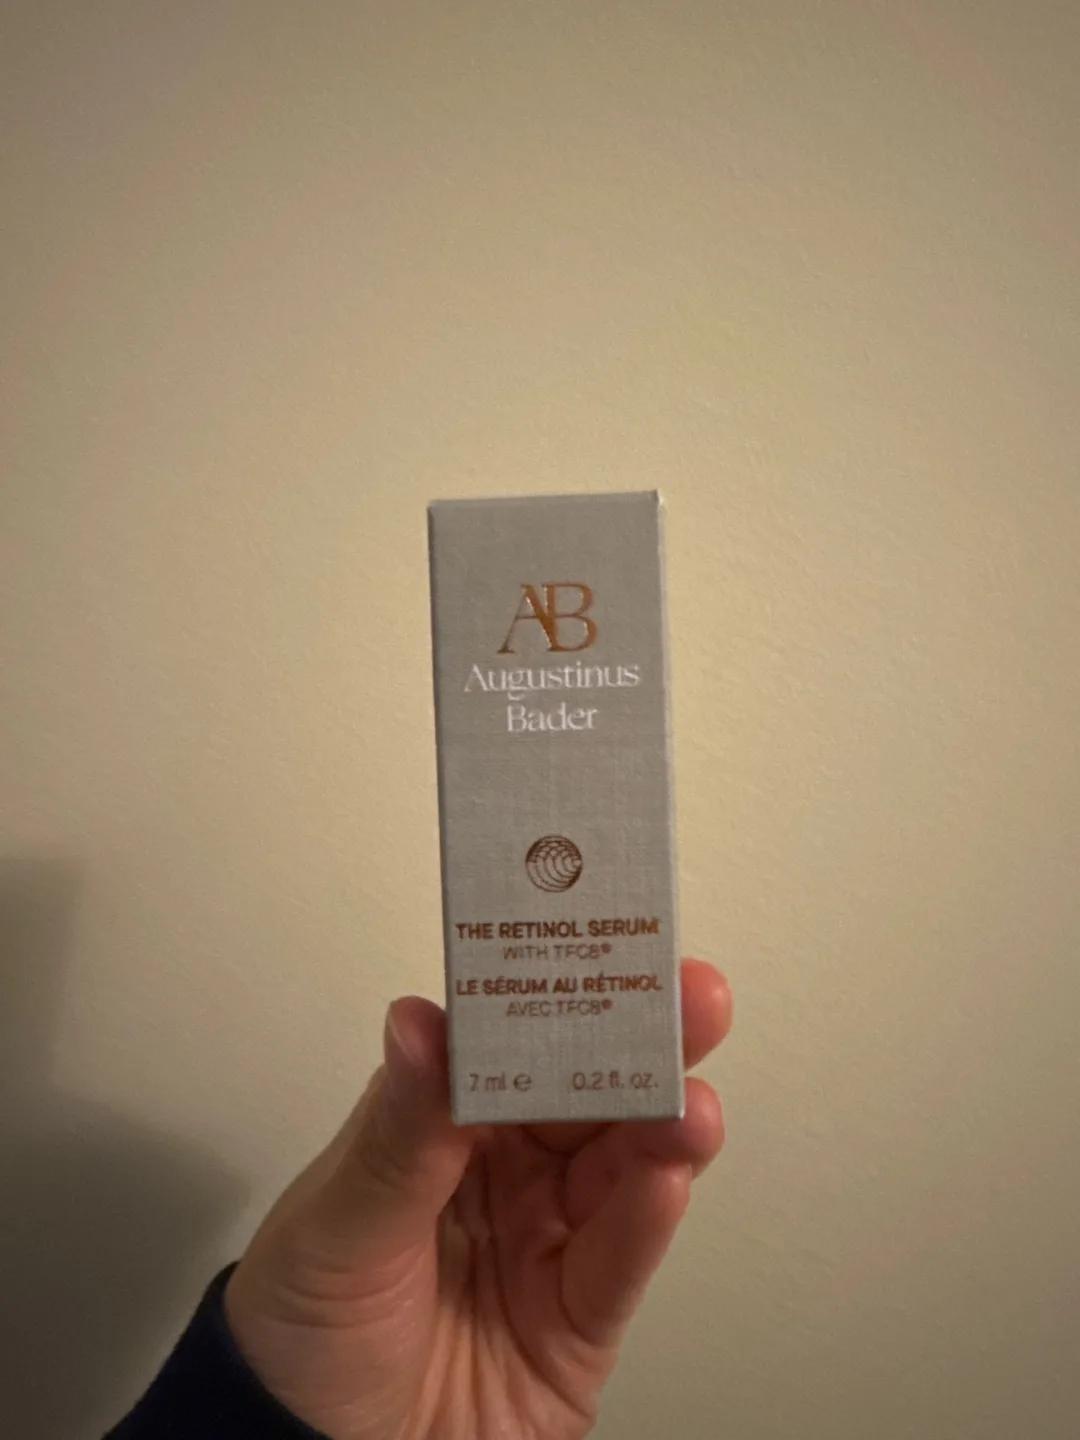 AB
Augustinus
Bader
THE RETINOL SERUM
WITH TFC8®
LE SÉRUM AU RÉTINOL
AVEC TFC8®
7 ml ℮ 0.2 fl. oz.